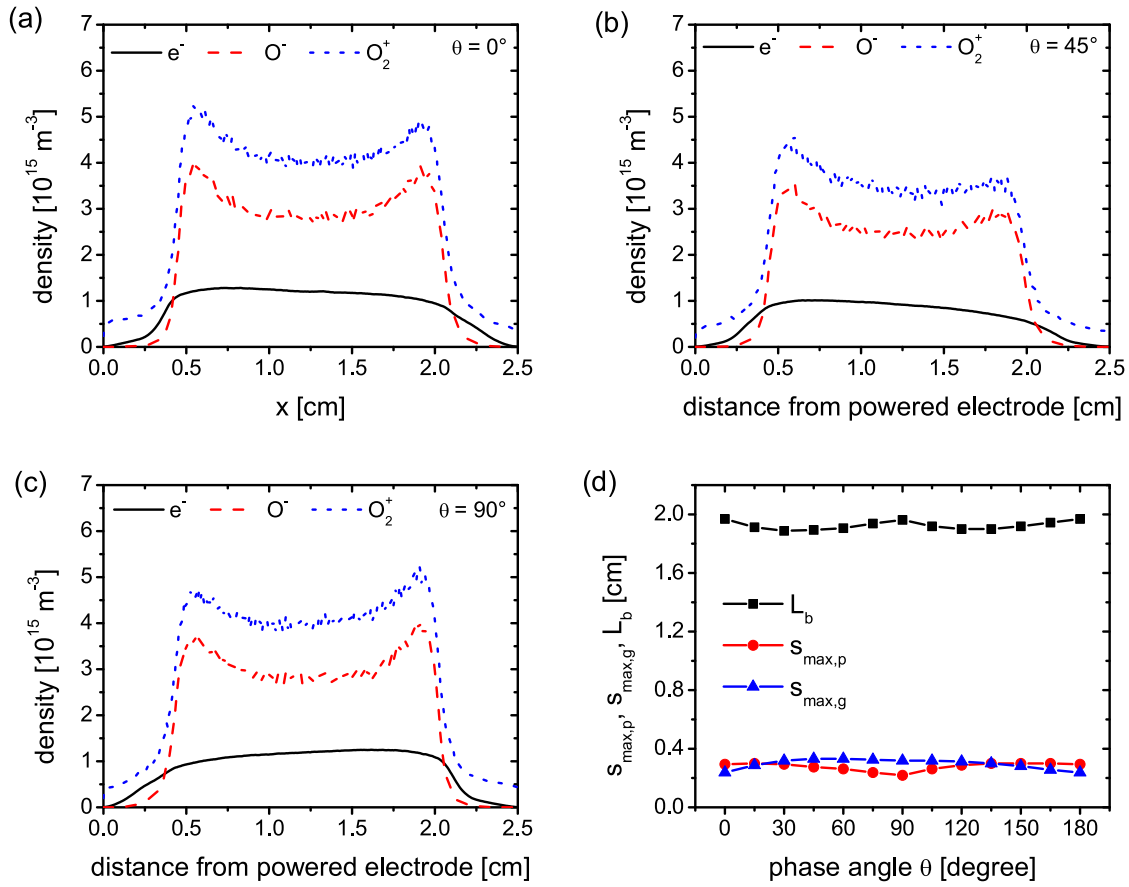 (a)
7
6
5
4
3
2
1
0
density [10¹⁵ m⁻³]
e⁻ O⁻ O₂⁺ θ = 0°
0.0 0.5 1.0 1.5 2.0 2.5
x [cm]
(b)
7
6
5
4
3
2
1
0
density [10¹⁵ m⁻³]
e⁻ O⁻ O₂⁺ θ = 45°
0.0 0.5 1.0 1.5 2.0 2.5
distance from powered electrode [cm]
(c)
7
6
5
4
3
2
1
0
density [10¹⁵ m⁻³]
e⁻ O⁻ O₂⁺ θ = 90°
0.0 0.5 1.0 1.5 2.0 2.5
distance from powered electrode [cm]
(d)
2.0
1.6
1.2
0.8
0.4
0.0
s_max,p, s_max,g, L_b [cm]
L_b
s_max,p
s_max,g
0 30 60 90 120 150 180
phase angle θ [degree]